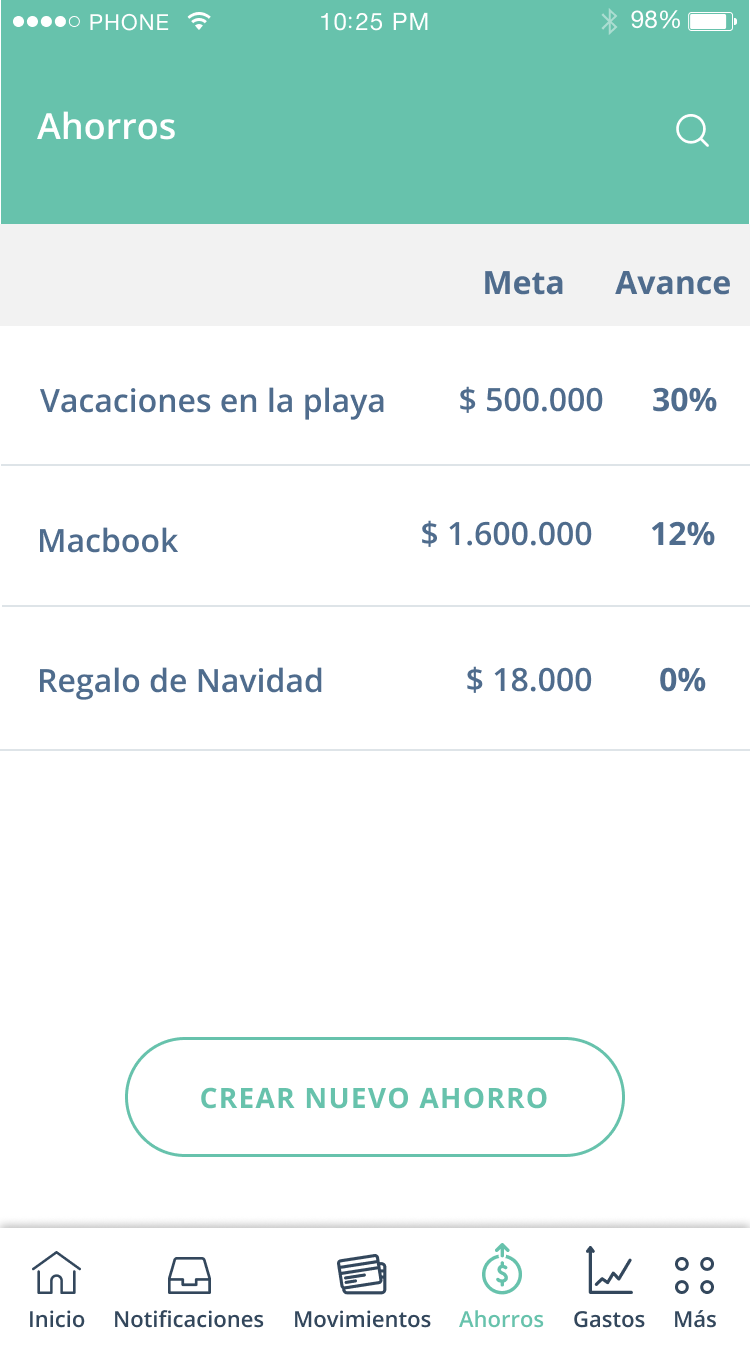 PHONE 10:25 PM 98%
Ahorros
Meta Avance
Vacaciones en la playa $ 500.000 30%
Macbook $ 1.600.000 12%
Regalo de Navidad $ 18.000 0%
CREAR NUEVO AHORRO
Inicio Notificaciones Movimientos Ahorros Gastos Más